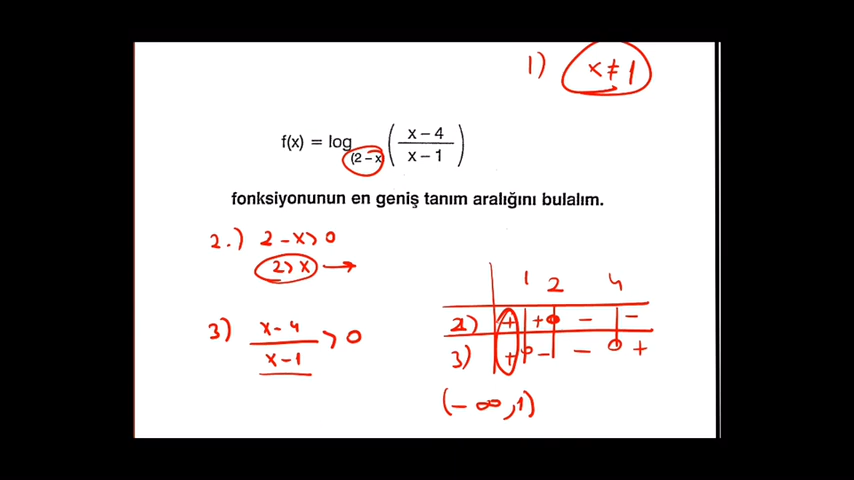 1) x ≠ 1
f(x) = log(2 – x) ( x – 4 / x – 1 )
fonksiyonunun en geniş tanım aralığını bulalım.
2.) 2 – x > 0
2 > x →
3) x – 4 / x – 1 > 0
1 2 4
2) + + – –
3) + – – +
(– ∞, 1)